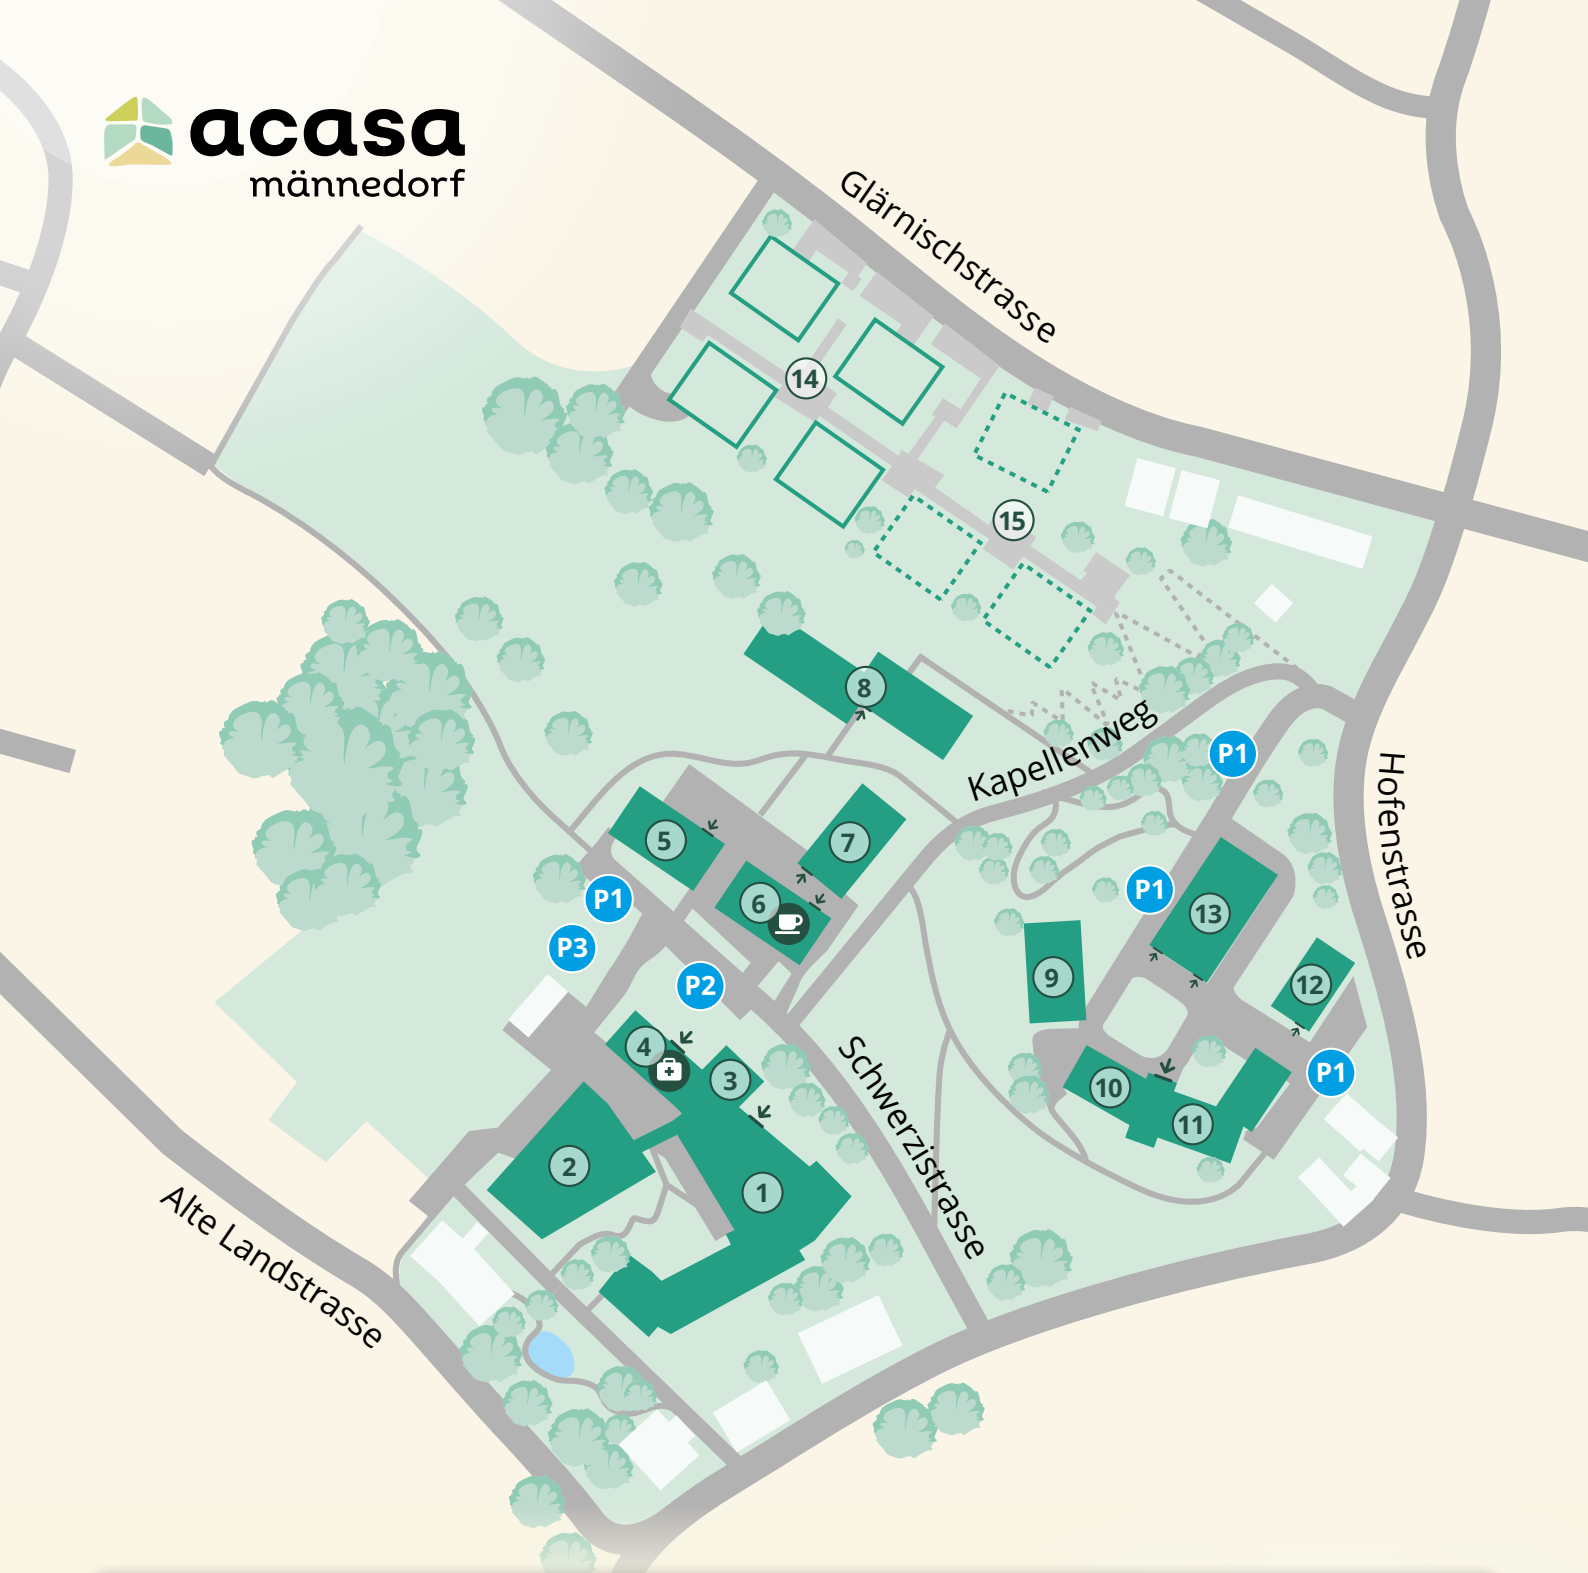 acasa
männedorf
Glärnischstrasse
14
15
8
Kapellenweg
P1
Hofenstrasse
5
7
6
P1
P3
P2
P1
13
9
12
4
3
10
11
P1
Schwerzistrasse
2
1
Alte Landstrasse